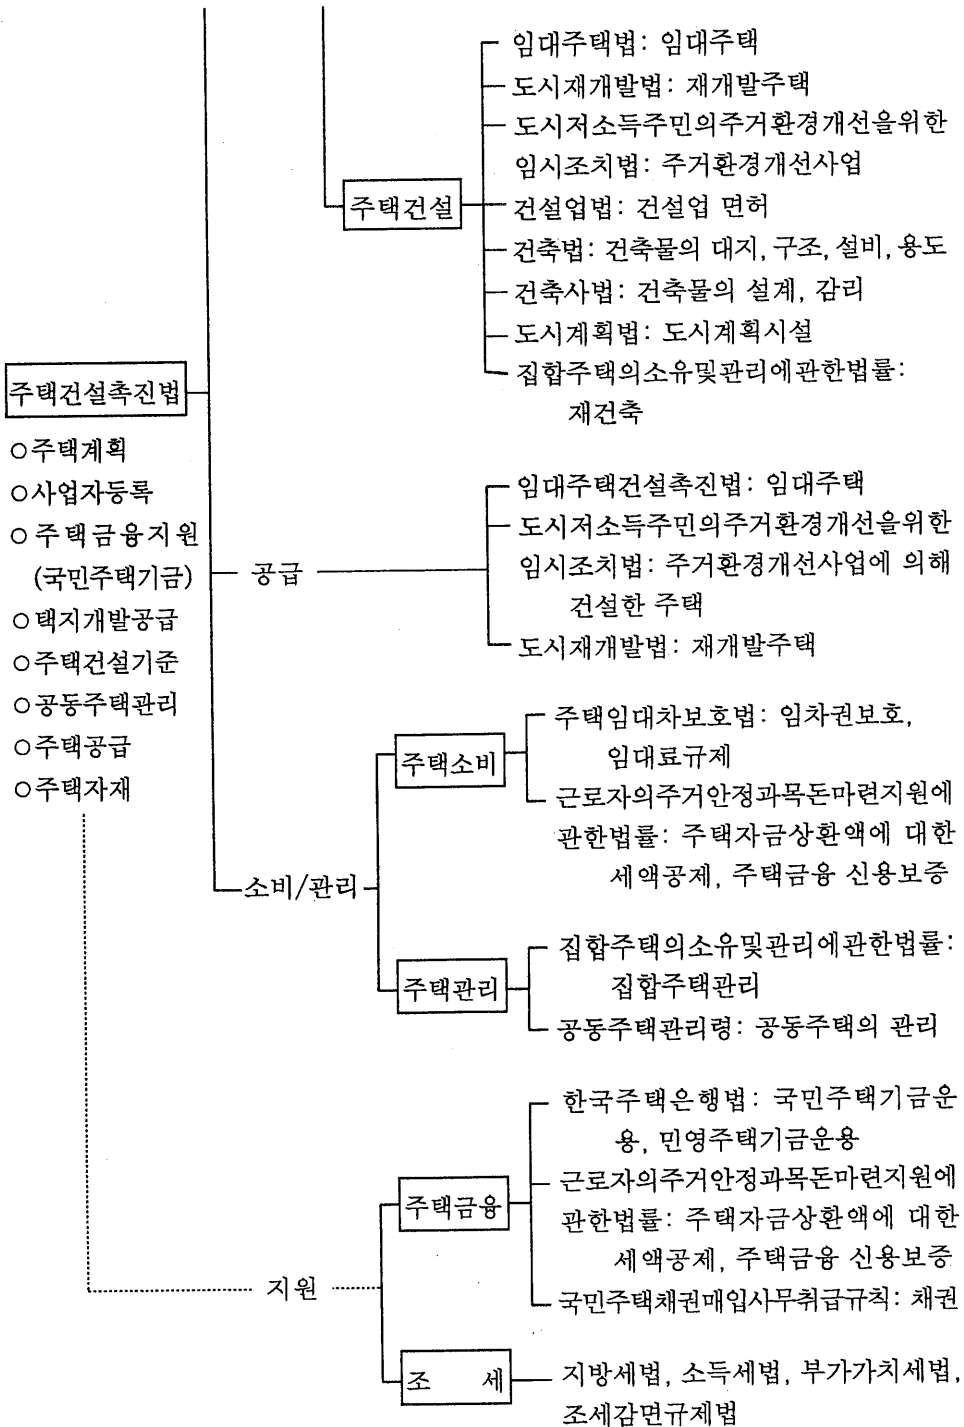 임대주택법: 임대주택
도시재개발법: 재개발주택
도시저소득주민의주거환경개선을위한
임시조치법: 주거환경개선사업
주택건설
건설업법: 건설업 면허
건축법: 건축물의 대지, 구조, 설비, 용도
건축사법: 건축물의 설계, 감리
도시계획법: 도시계획시설
집합주택의소유및관리에관한법률:
재건축
주택건설촉진법
○주택계획
○사업자등록
○주택금융지원
(국민주택기금)
○택지개발공급
○주택건설기준
○공동주택관리
○주택공급
○주택자재
공급
임대주택건설촉진법: 임대주택
도시저소득주민의주거환경개선을위한
임시조치법: 주거환경개선사업에 의해
건설한 주택
도시재개발법: 재개발주택
소비/관리
주택소비
주택임대차보호법: 임차권보호,
임대료규제
근로자의주거안정과목돈마련지원에
관한법률: 주택자금상환액에 대한
세액공제, 주택금융 신용보증
주택관리
집합주택의소유및관리에관한법률:
집합주택관리
공동주택관리령: 공동주택의 관리
지원
주택금융
한국주택은행법: 국민주택기금운
용, 민영주택기금운용
근로자의주거안정과목돈마련지원에
관한법률: 주택자금상환액에 대한
세액공제, 주택금융 신용보증
국민주택채권매입사무취급규칙: 채권
조 세
지방세법, 소득세법, 부가가치세법,
조세감면규제법